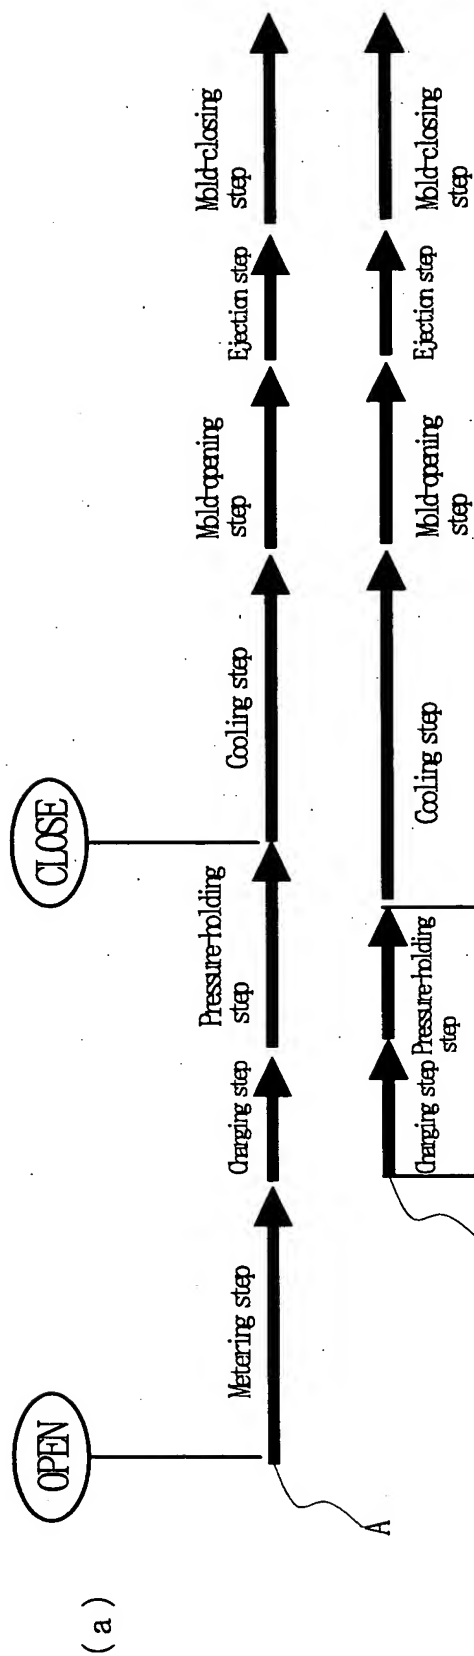 (a)
OPEN
CLOSE
A
Metering step
Charging step
Pressure-holding
step
Cooling step
Mold-opening
step
Ejection step
Mold-closing
step
Charging step
Pressure-holding
step
Cooling step
Mold-opening
step
Ejection step
Mold-closing
step